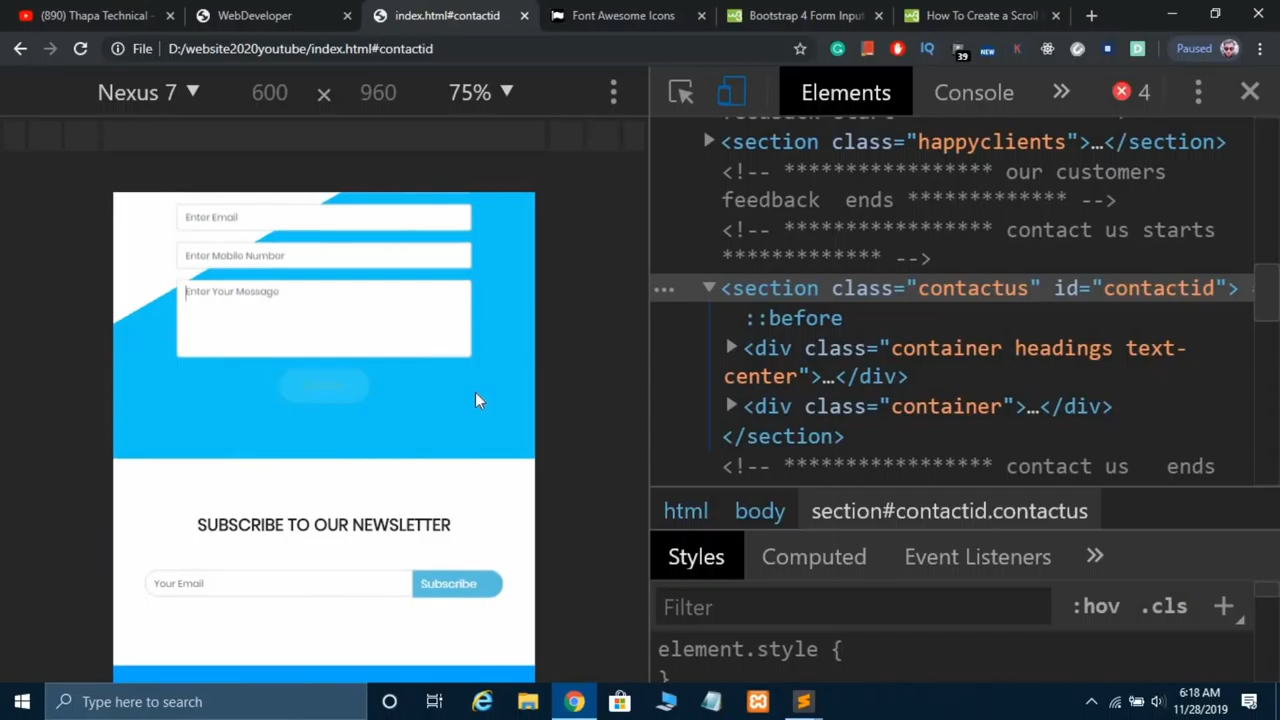 (890) Thapa Technical -
WebDeveloper
index.html#contactid
Font Awesome Icons
Bootstrap 4 Form Input
How To Create a Scroll
File
D:/website2020youtube/index.html#contactid
IQ
39
NEW
K
D
Paused
Nexus 7 ▼
600 × 960
75% ▼
Elements
Console
4
<section class="happyclients">…</section>
<!-- ***************** our customers
feedback ends ************* -->
<!-- ***************** contact us starts
************* -->
<section class="contactus" id="contactid">
::before
<div class="container headings text-
center">…</div>
<div class="container">…</div>
</section>
<!-- ***************** contact us ends
html
body
section#contactid.contactus
Styles
Computed
Event Listeners
Filter
:hov
.cls
element.style {
}
Enter Email
Enter Mobile Number
Enter Your Message
SUBSCRIBE TO OUR NEWSLETTER
Your Email
Subscribe
Type here to search
6:18 AM
11/28/2019